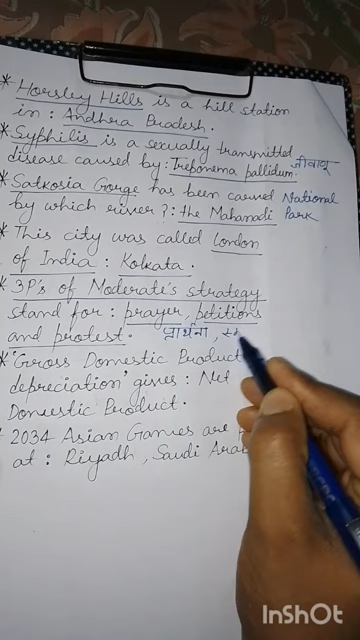 * Horsley Hills is a hill station
in : Andhra Pradesh.
* Syphilis is a sexually transmitted
disease caused by: Treponema pallidum. जीवाणु
* Satkosia Gorge has been carved National
by which river? : the Mahanadi Park
* This city was called London
of India : Kolkata.
* 3P's of Moderate's strategy
stand for : prayer, petitions
and protest. प्रार्थना,
* 'Gross Domestic Product
depreciation' gives : Net
Domestic Product.
* 2034 Asian Games are
at : Riyadh, Saudi Arab
InShOt